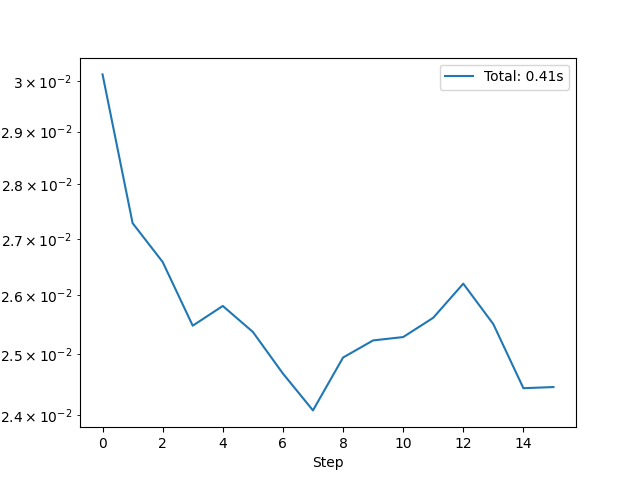 Total: 0.41s
3 × 10⁻²
2.9 × 10⁻²
2.8 × 10⁻²
2.7 × 10⁻²
2.6 × 10⁻²
2.5 × 10⁻²
2.4 × 10⁻²
0 2 4 6 8 10 12 14
Step